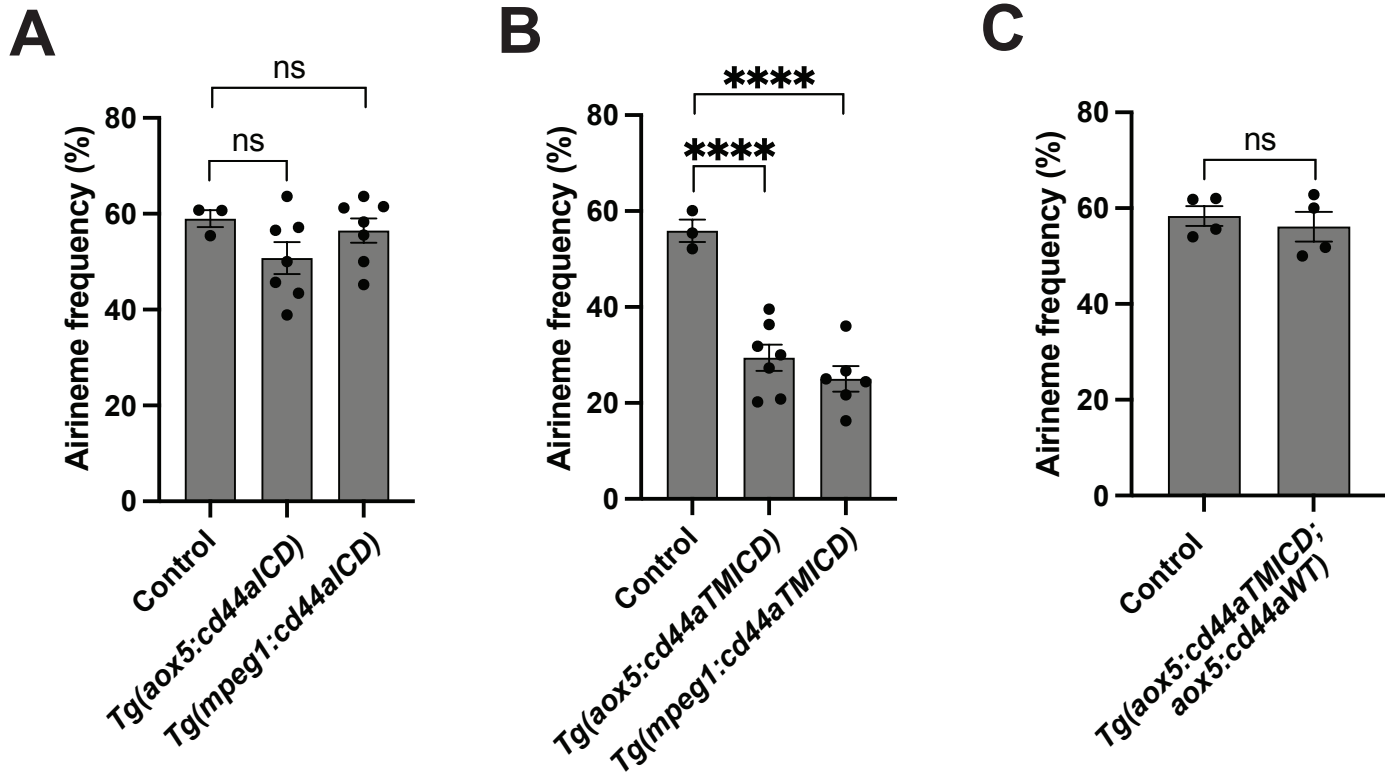 A
ns
ns
Airineme frequency (%)
80
60
40
20
0
Control
Tg(aox5:cd44aICD)
Tg(mpeg1:cd44aICD)
B
****
****
Airineme frequency (%)
80
60
40
20
0
Control
Tg(aox5:cd44aTMICD)
Tg(mpeg1:cd44aTMICD)
C
ns
Airineme frequency (%)
80
60
40
20
0
Control
Tg(aox5:cd44aTMICD;
aox5:cd44aWT)